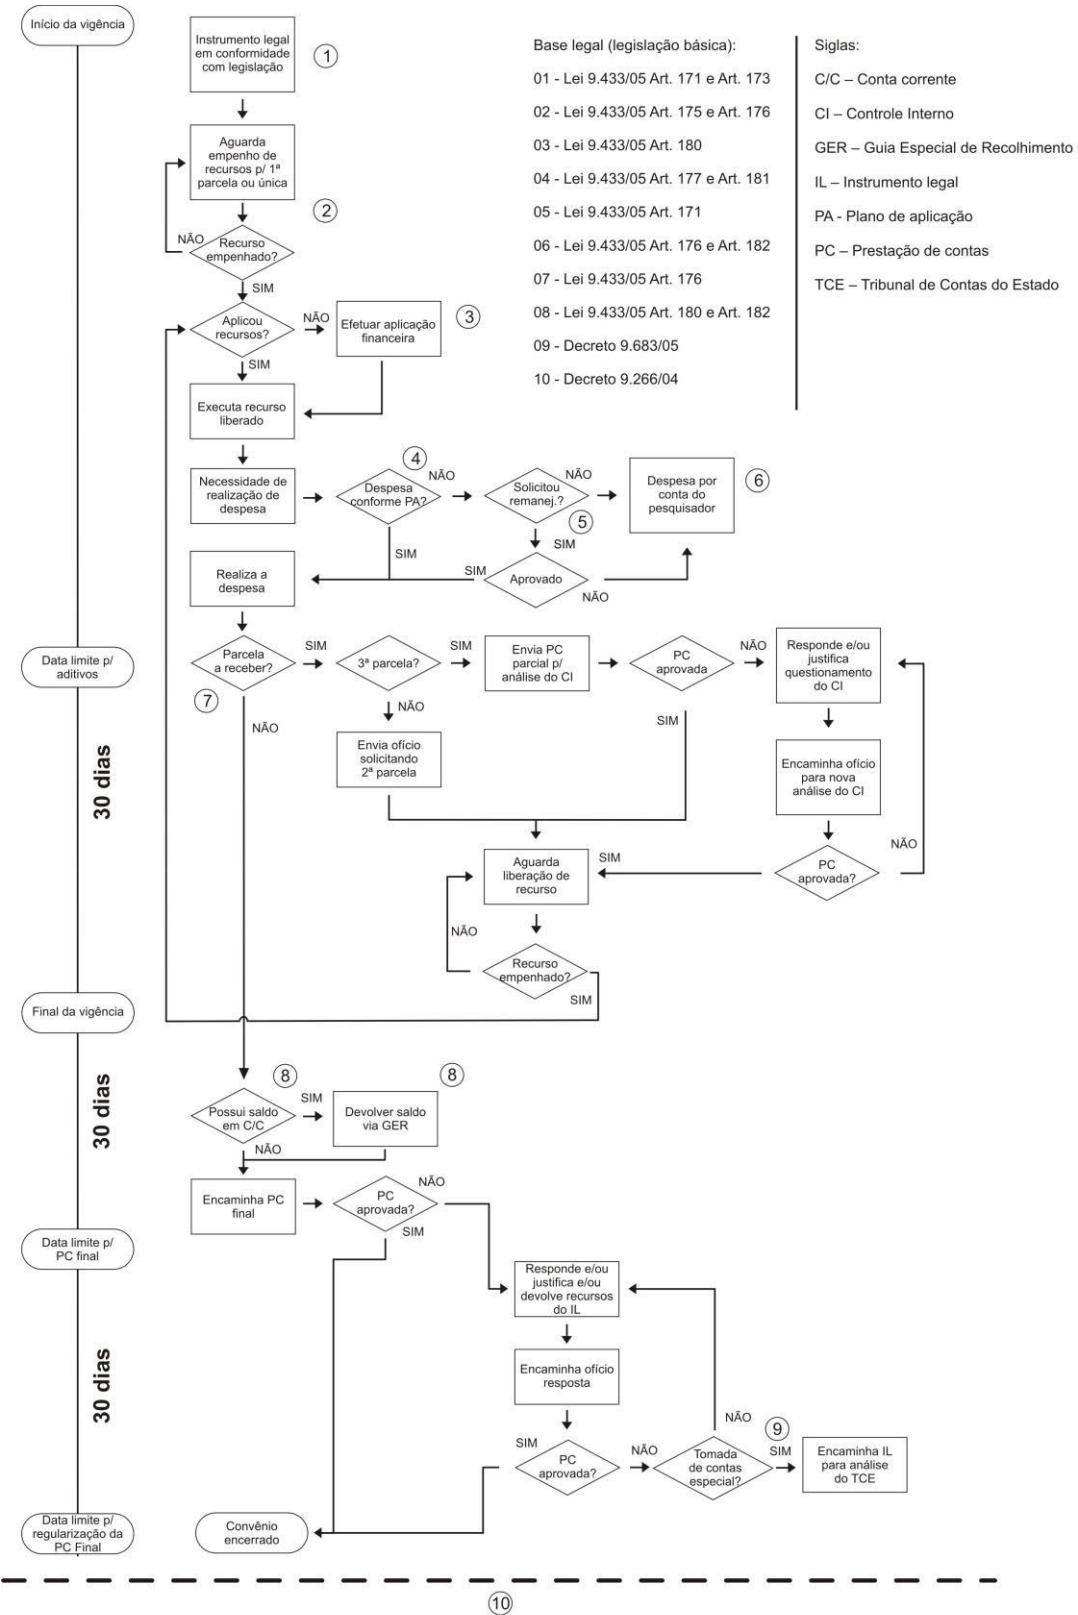 Início da vigência
Instrumento legal
em conformidade
com legislação
1
Aguarda
empenho de
recursos p/ 1ª
parcela ou única
2
NÃO
Recurso
empenhado?
SIM
Aplicou
recursos?
NÃO
Efetuar aplicação
financeira
3
SIM
Executa recurso
liberado
Base legal (legislação básica):
01 - Lei 9.433/05 Art. 171 e Art. 173
02 - Lei 9.433/05 Art. 175 e Art. 176
03 - Lei 9.433/05 Art. 180
04 - Lei 9.433/05 Art. 177 e Art. 181
05 - Lei 9.433/05 Art. 171
06 - Lei 9.433/05 Art. 176 e Art. 182
07 - Lei 9.433/05 Art. 176
08 - Lei 9.433/05 Art. 180 e Art. 182
09 - Decreto 9.683/05
10 - Decreto 9.266/04
Siglas:
C/C – Conta corrente
CI – Controle Interno
GER – Guia Especial de Recolhimento
IL – Instrumento legal
PA - Plano de aplicação
PC – Prestação de contas
TCE – Tribunal de Contas do Estado
Necessidade de
realização de
despesa
4
Despesa
conforme PA?
NÃO
Solicitou
remanej.?
NÃO
5
Despesa por
conta do
pesquisador
6
SIM
SIM
Realiza a
despesa
SIM
Aprovado
NÃO
Data limite p/
aditivos
Parcela
a receber?
7
SIM
3ª parcela?
SIM
Envia PC
parcial p/
análise do CI
PC
aprovada
NÃO
Responde e/ou
justifica
questionamento
do CI
NÃO
NÃO
SIM
30 dias
Envia ofício
solicitando
2ª parcela
Encaminha ofício
para nova
análise do CI
Aguarda
liberação de
recurso
SIM
PC
aprovada?
NÃO
NÃO
Recurso
empenhado?
SIM
Final da vigência
30 dias
8
Possui saldo
em C/C
SIM
Devolver saldo
via GER
8
NÃO
Encaminha PC
final
PC
aprovada?
NÃO
SIM
Data limite p/
PC final
Responde e/ou
justifica e/ou
devolve recursos
do IL
30 dias
Encaminha ofício
resposta
NÃO
SIM
PC
aprovada?
NÃO
Tomada
de contas
especial?
9
SIM
Encaminha IL
para análise
do TCE
Data limite p/
regularização da
PC Final
Convênio
encerrado
10